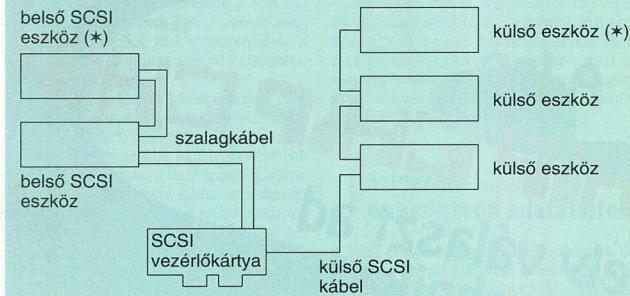 belső SCSI
eszköz (∗)
külső eszköz (∗)
külső eszköz
szalagkábel
külső eszköz
belső SCSI
eszköz
SCSI
vezérlőkártya
külső SCSI
kábel